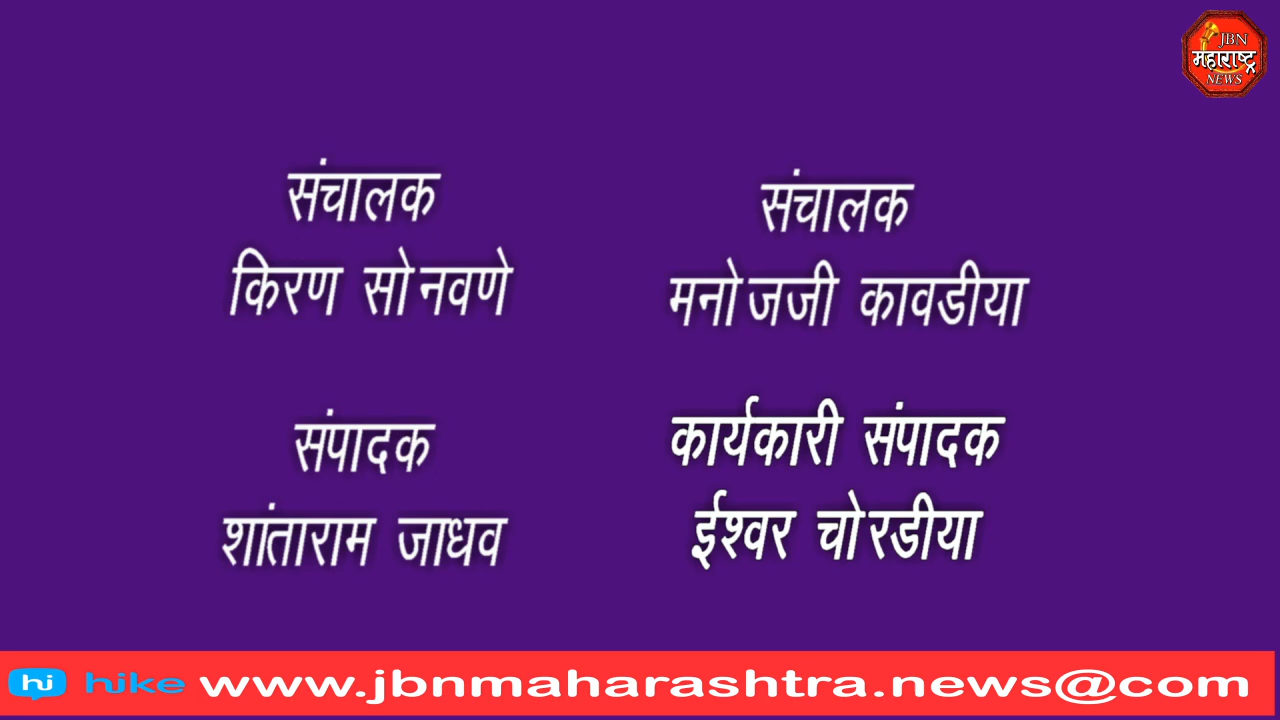 JBN
महाराष्ट्र
NEWS
संचालक
किरण सोनवणे
संचालक
मनोजजी कावडीया
संपादक
शांताराम जाधव
कार्यकारी संपादक
ईश्वर चोरडीया
hi hike www.jbnmaharashtra.news@com